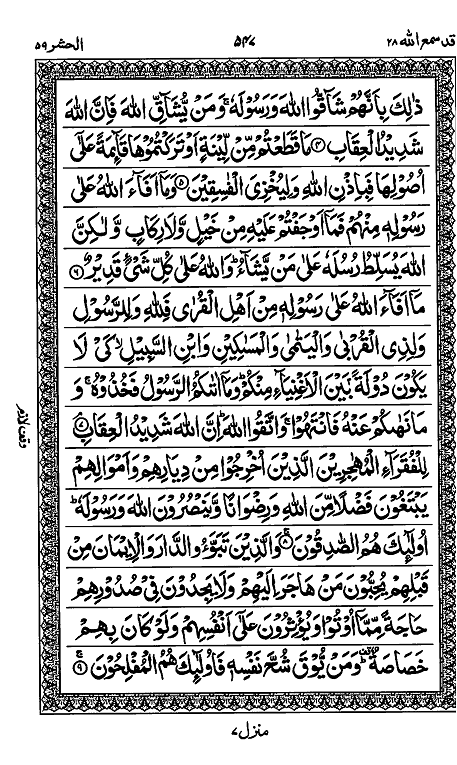 قد سمع الله ٢٨ ٥٤٧ الحشر ٥٩
ذٰلِكَ بِاَنَّهُمْ شَآقُّوا اللّٰهَ وَرَسُوْلَهٗ ۚ وَمَنْ يُّشَآقِّ اللّٰهَ فَاِنَّ اللّٰهَ
شَدِيْدُ الْعِقَابِ ۝٤ مَا قَطَعْتُمْ مِّنْ لِّيْنَةٍ اَوْ تَرَكْتُمُوْهَا قَآئِمَةً عَلٰٓى
اُصُوْلِهَا فَبِاِذْنِ اللّٰهِ وَلِيُخْزِيَ الْفٰسِقِيْنَ ۝٥ وَمَآ اَفَآءَ اللّٰهُ عَلٰى
رَسُوْلِهٖ مِنْهُمْ فَمَآ اَوْجَفْتُمْ عَلَيْهِ مِنْ خَيْلٍ وَّلَا رِكَابٍ وَّلٰكِنَّ
اللّٰهَ يُسَلِّطُ رُسُلَهٗ عَلٰى مَنْ يَّشَآءُ ؕ وَاللّٰهُ عَلٰى كُلِّ شَيْءٍ قَدِيْرٌ ۝٦
مَآ اَفَآءَ اللّٰهُ عَلٰى رَسُوْلِهٖ مِنْ اَهْلِ الْقُرٰى فَلِلّٰهِ وَلِلرَّسُوْلِ
وَلِذِي الْقُرْبٰى وَالْيَتٰمٰى وَالْمَسٰكِيْنِ وَابْنِ السَّبِيْلِ ۙ كَيْ لَا
يَكُوْنَ دُوْلَةًۢ بَيْنَ الْاَغْنِيَآءِ مِنْكُمْ ؕ وَمَآ اٰتٰىكُمُ الرَّسُوْلُ فَخُذُوْهُ ۚ وَ
مَا نَهٰىكُمْ عَنْهُ فَانْتَهُوْا ۚ وَاتَّقُوا اللّٰهَ ؕ اِنَّ اللّٰهَ شَدِيْدُ الْعِقَابِ ۝٧
لِلْفُقَرَآءِ الْمُهٰجِرِيْنَ الَّذِيْنَ اُخْرِجُوْا مِنْ دِيَارِهِمْ وَاَمْوَالِهِمْ
يَبْتَغُوْنَ فَضْلًا مِّنَ اللّٰهِ وَرِضْوَانًا وَّيَنْصُرُوْنَ اللّٰهَ وَرَسُوْلَهٗ ؕ
اُولٰٓئِكَ هُمُ الصّٰدِقُوْنَ ۝٨ وَالَّذِيْنَ تَبَوَّؤُ الدَّارَ وَالْاِيْمَانَ مِنْ
قَبْلِهِمْ يُحِبُّوْنَ مَنْ هَاجَرَ اِلَيْهِمْ وَلَا يَجِدُوْنَ فِيْ صُدُوْرِهِمْ
حَاجَةً مِّمَّآ اُوْتُوْا وَيُؤْثِرُوْنَ عَلٰٓى اَنْفُسِهِمْ وَلَوْ كَانَ بِهِمْ
خَصَاصَةٌ ؕ وَمَنْ يُّوْقَ شُحَّ نَفْسِهٖ فَاُولٰٓئِكَ هُمُ الْمُفْلِحُوْنَ ۝٩
وقف لازم
منزل ٧